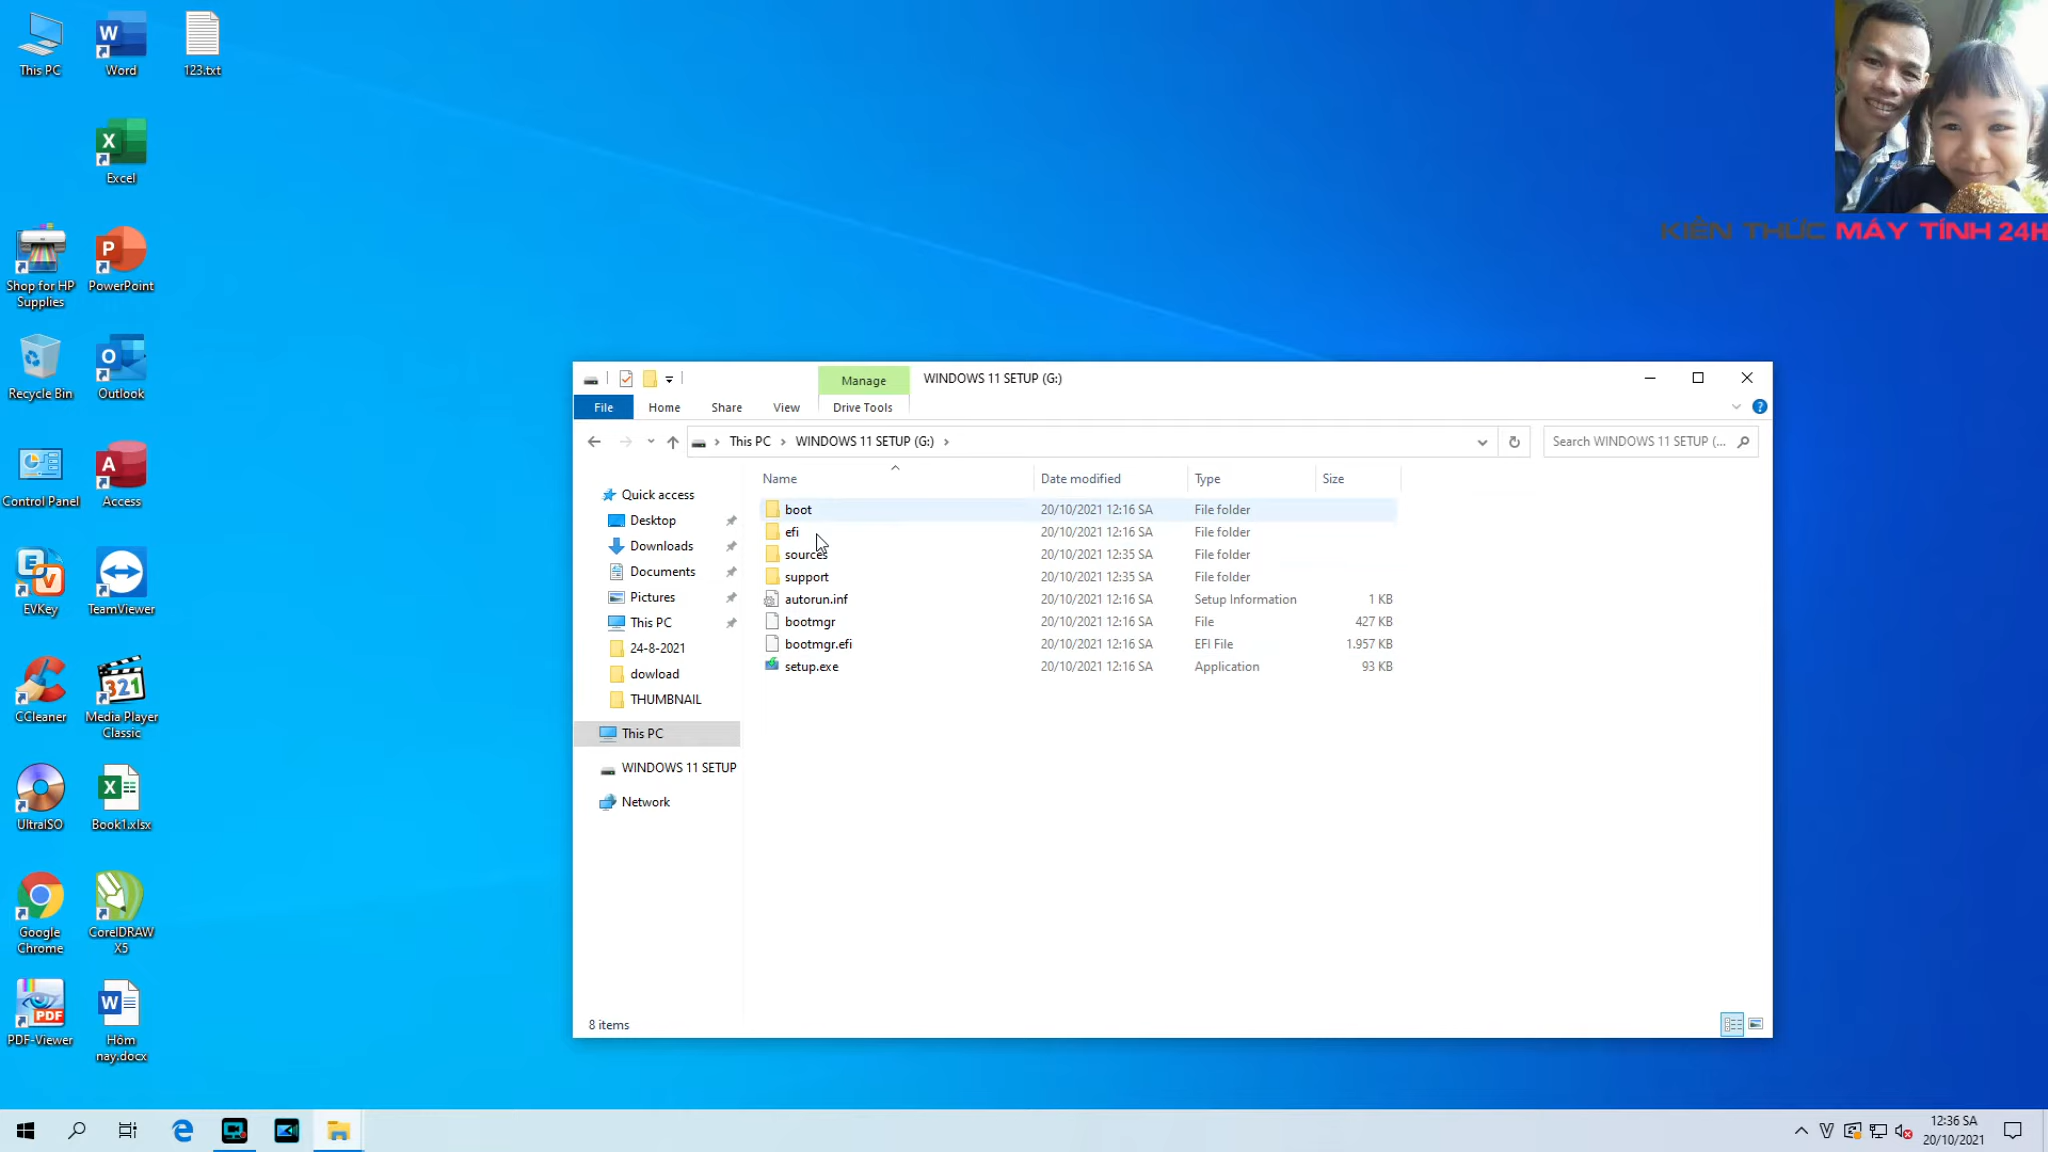 This PC
Word
123.txt
Excel
Shop for HP
Supplies
PowerPoint
Recycle Bin
Outlook
Control Panel
Access
EVKey
TeamViewer
CCleaner
Media Player
Classic
UltraISO
Book1.xlsx
Google
Chrome
CorelDRAW
X5
PDF-Viewer
Hôm
nay.docx
KIẾN THỨC MÁY TÍNH 24H
Manage
WINDOWS 11 SETUP (G:)
File
Home
Share
View
Drive Tools
This PC
WINDOWS 11 SETUP (G:)
Search WINDOWS 11 SETUP (...
Name
Date modified
Type
Size
Quick access
Desktop
Downloads
Documents
Pictures
This PC
24-8-2021
dowload
THUMBNAIL
This PC
WINDOWS 11 SETUP
Network
boot 20/10/2021 12:16 SA File folder
efi 20/10/2021 12:16 SA File folder
sources 20/10/2021 12:35 SA File folder
support 20/10/2021 12:35 SA File folder
autorun.inf 20/10/2021 12:16 SA Setup Information 1 KB
bootmgr 20/10/2021 12:16 SA File 427 KB
bootmgr.efi 20/10/2021 12:16 SA EFI File 1.957 KB
setup.exe 20/10/2021 12:16 SA Application 93 KB
8 items
12:36 SA
20/10/2021